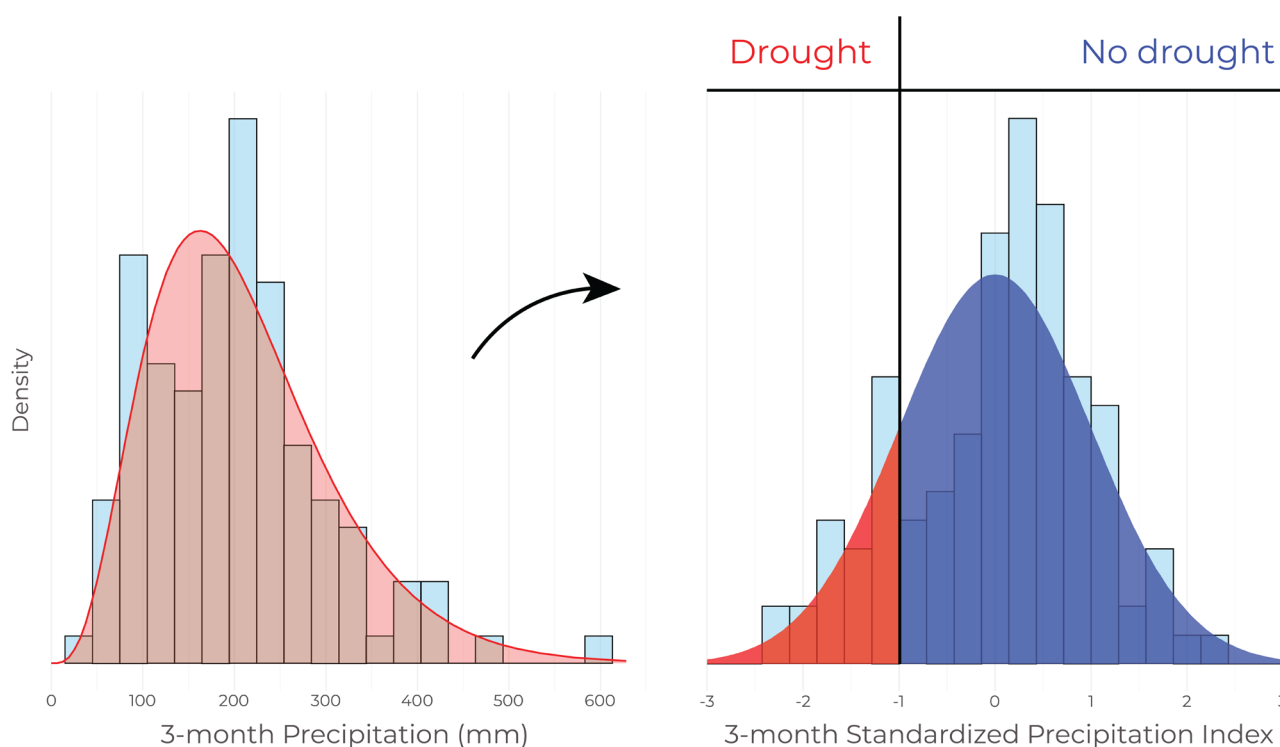 Drought
No drought
Density
0 100 200 300 400 500 600
3-month Precipitation (mm)
-3 -2 -1 0 1 2
3-month Standardized Precipitation Index